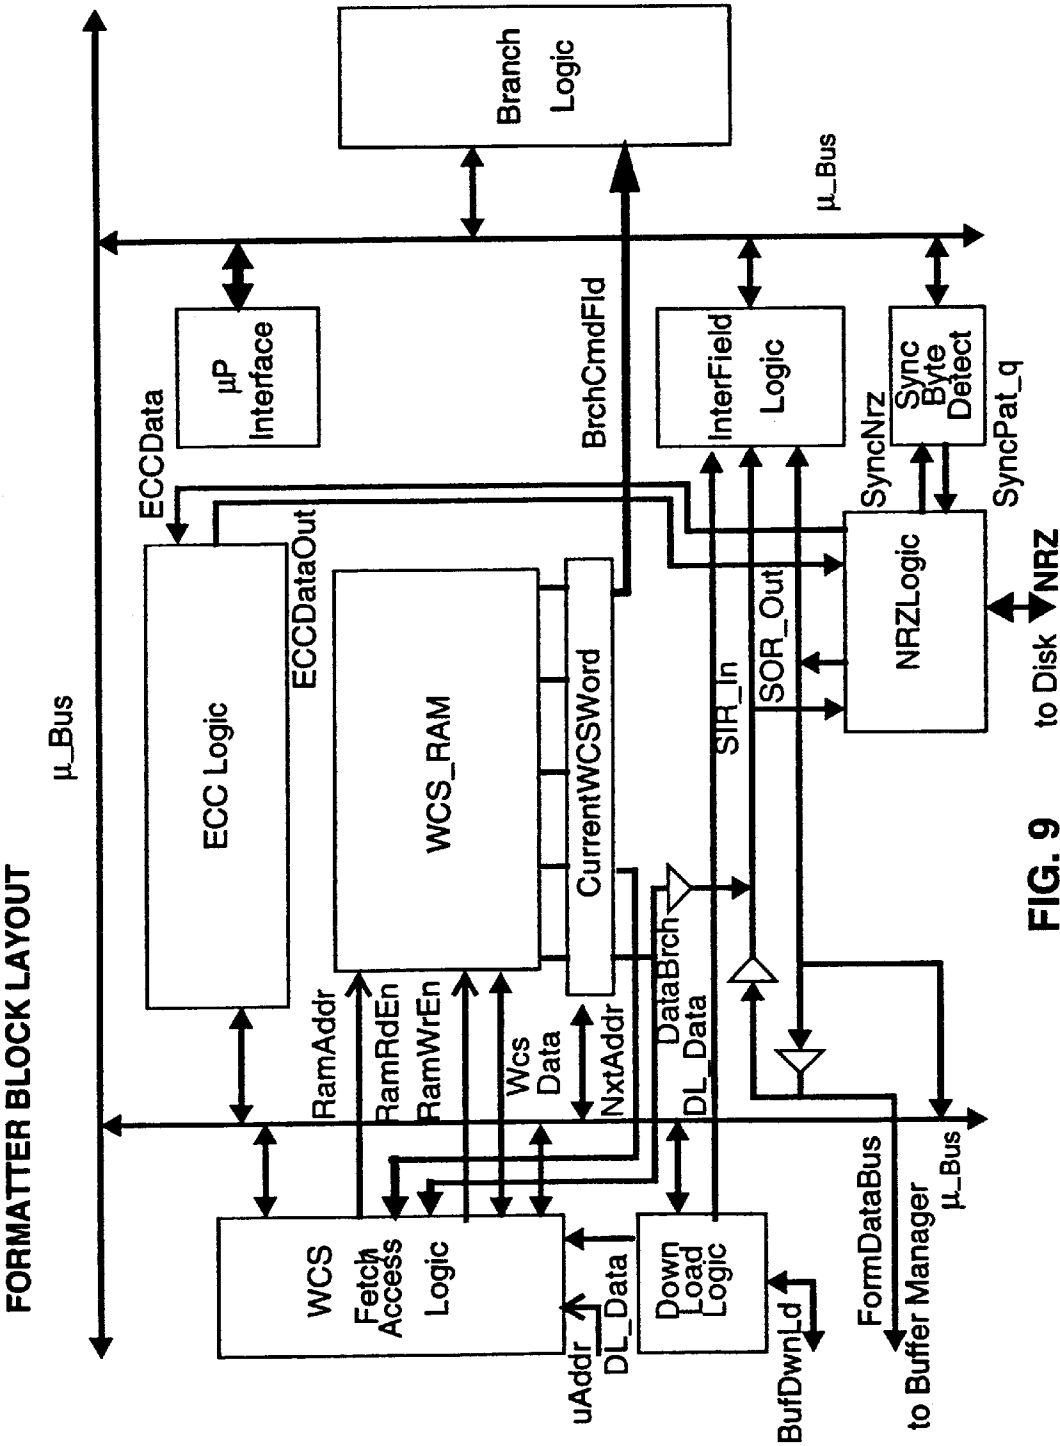 FORMATTER BLOCK LAYOUT
μ_Bus
ECC Logic
ECCData
ECCDataOut
μP
Interface
Branch
Logic
WCS
Fetch
Access
Logic
RamAddr
RamRdEn
RamWrEn
Wcs
Data
WCS_RAM
CurrentWCSWord
BrchCmdFld
μ_Bus
NxtAddr
DataBrch
DL_Data
uAddr
DL_Data
Down
Load
Logic
BufDwnLd
SIR_In
SOR_Out
InterField
Logic
SyncNrz
Sync
Byte
Detect
SyncPat_q
NRZLogic
FormDataBus
to Buffer Manager
μ_Bus
to Disk NRZ
FIG. 9